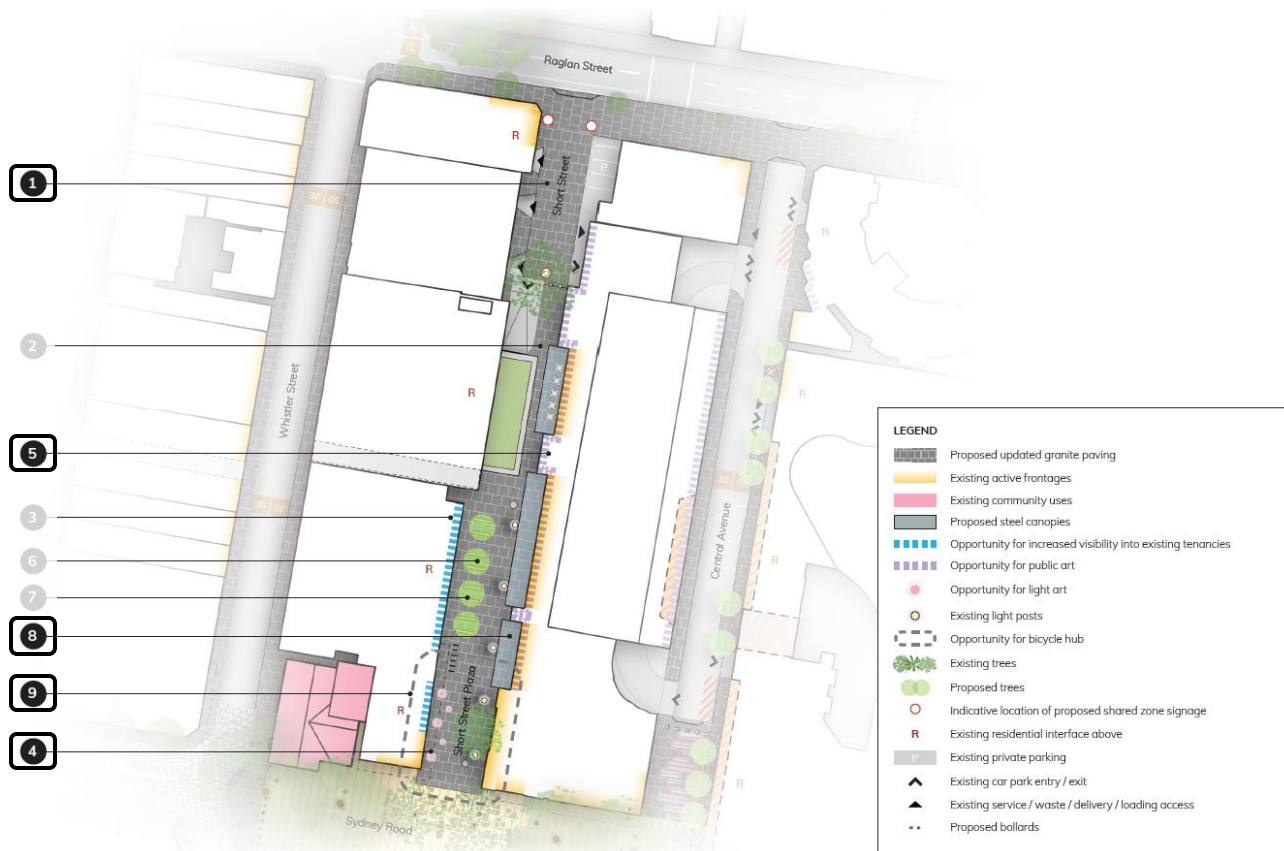 Raglan Street
R
1
Short Street
P
30
R
2
Whistler Street
R
R
5
30
3
Central Avenue
R
6
R
7
8
9
R
Short Street Plaza
4
R
Sydney Road
LEGEND
Proposed updated granite paving
Existing active frontages
Existing community uses
Proposed steel canopies
Opportunity for increased visibility into existing tenancies
Opportunity for public art
Opportunity for light art
Existing light posts
Opportunity for bicycle hub
Existing trees
Proposed trees
Indicative location of proposed shared zone signage
R Existing residential interface above
P Existing private parking
Existing car park entry / exit
Existing service / waste / delivery / loading access
Proposed bollards